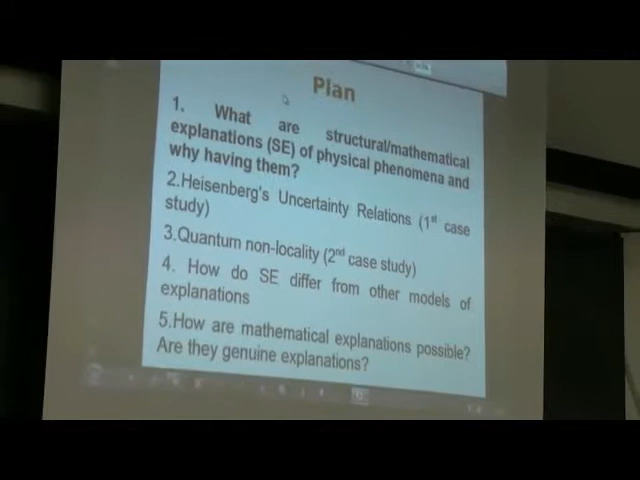 Plan
1. What are structural/mathematical
explanations (SE) of physical phenomena and
why having them?
2.Heisenberg's Uncertainty Relations (1st case
study)
3.Quantum non-locality (2nd case study)
4. How do SE differ from other models of
explanations
5.How are mathematical explanations possible?
Are they genuine explanations?